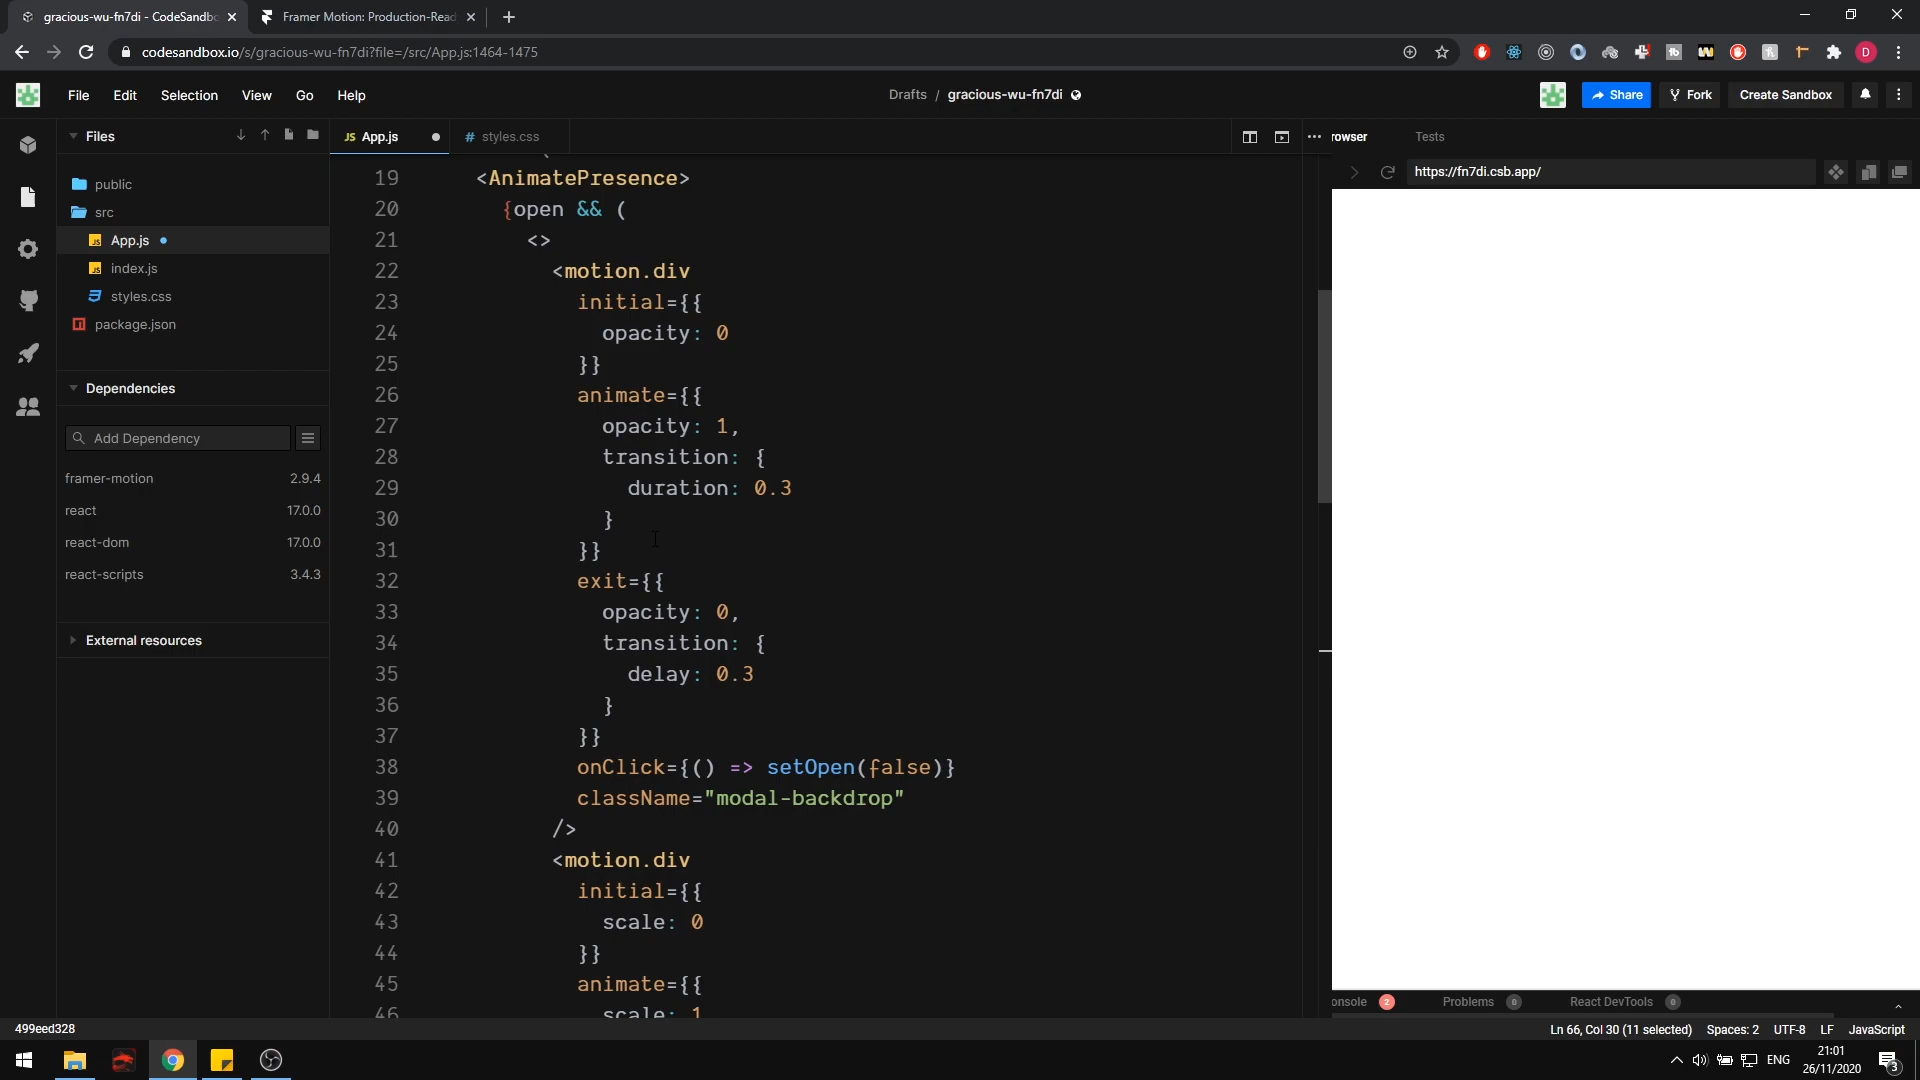 gracious-wu-fn7di - CodeSandbo
Framer Motion: Production-Read
codesandbox.io/s/gracious-wu-fn7di?file=/src/App.js:1464-1475
D
File Edit Selection View Go Help
Drafts / gracious-wu-fn7di
Share
Fork
Create Sandbox
Files
public
src
JS App.js
index.js
styles.css
package.json
Dependencies
Add Dependency
framer-motion 2.9.4
react 17.0.0
react-dom 17.0.0
react-scripts 3.4.3
External resources
JS App.js
# styles.css
19 <AnimatePresence>
20 {open && (
21 <>
22 <motion.div
23 initial={{
24 opacity: 0
25 }}
26 animate={{
27 opacity: 1,
28 transition: {
29 duration: 0.3
30 }
31 }}
32 exit={{
33 opacity: 0,
34 transition: {
35 delay: 0.3
36 }
37 }}
38 onClick={() => setOpen(false)}
39 className="modal-backdrop"
40 />
41 <motion.div
42 initial={{
43 scale: 0
44 }}
45 animate={{
46 scale: 1
rowser
Tests
https://fn7di.csb.app/
onsole 2
Problems 0
React DevTools 0
499eed328
Ln 66, Col 30 (11 selected) Spaces: 2 UTF-8 LF JavaScript
ENG
21:01
26/11/2020
3